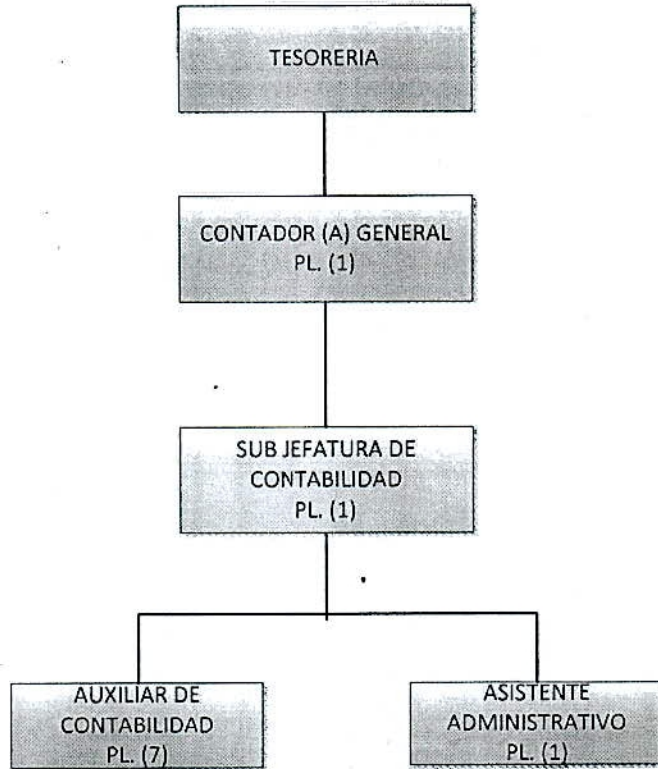 TESORERIA
CONTADOR (A) GENERAL
PL. (1)
SUB JEFATURA DE
CONTABILIDAD
PL. (1)
AUXILIAR DE
CONTABILIDAD
PL. (7)
ASISTENTE
ADMINISTRATIVO
PL. (1)